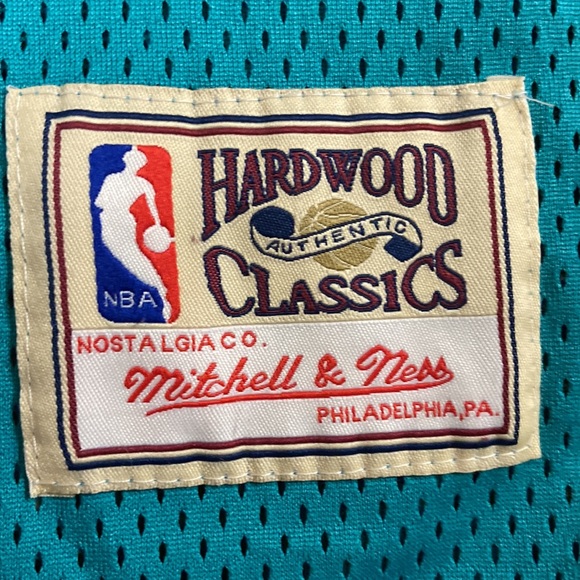 HARDWOOD
AUTHENTIC
CLASSICS
NBA
NOSTALGIA CO.
Mitchell & Ness
PHILADELPHIA, PA.